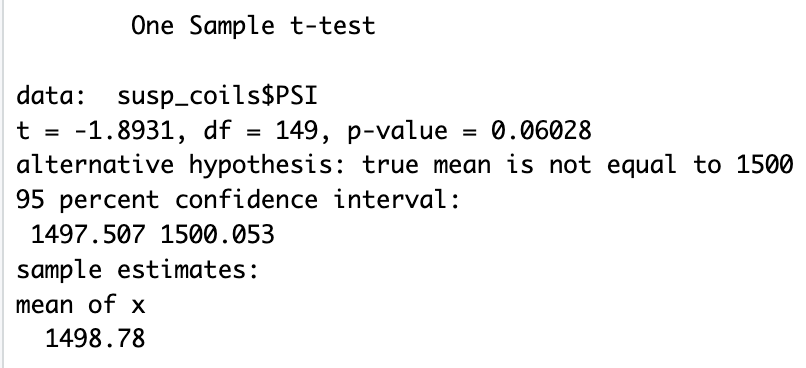 One Sample t-test
data:  susp_coils$PSI
t = -1.8931, df = 149, p-value = 0.06028
alternative hypothesis: true mean is not equal to 1500
95 percent confidence interval:
1497.507 1500.053
sample estimates:
mean of x
1498.78